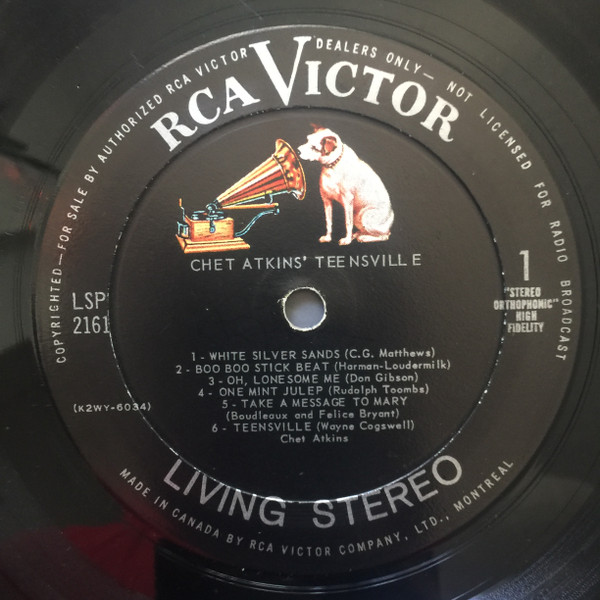 COPYRIGHTED—FOR SALE BY AUTHORIZED RCA VICTOR DEALERS ONLY— NOT LICENSED FOR RADIO BROADCAST
RCA VICTOR
CHET ATKINS' TEENSVILLE
LSP
2161
1
"STEREO
ORTHOPHONIC"
HIGH
FIDELITY
1 - WHITE SILVER SANDS (C.G. Matthews)
2 - BOO BOO STICK BEAT (Harman-Loudermilk)
3 - OH, LONESOME ME (Don Gibson)
4 - ONE MINT JULEP (Rudolph Toombs)
5 - TAKE A MESSAGE TO MARY
(Boudleaux and Felice Bryant)
6 - TEENSVILLE (Wayne Cogswell)
Chet Atkins
(K2WY-6034)
LIVING STEREO
MADE IN CANADA BY RCA VICTOR COMPANY, LTD., MONTREAL